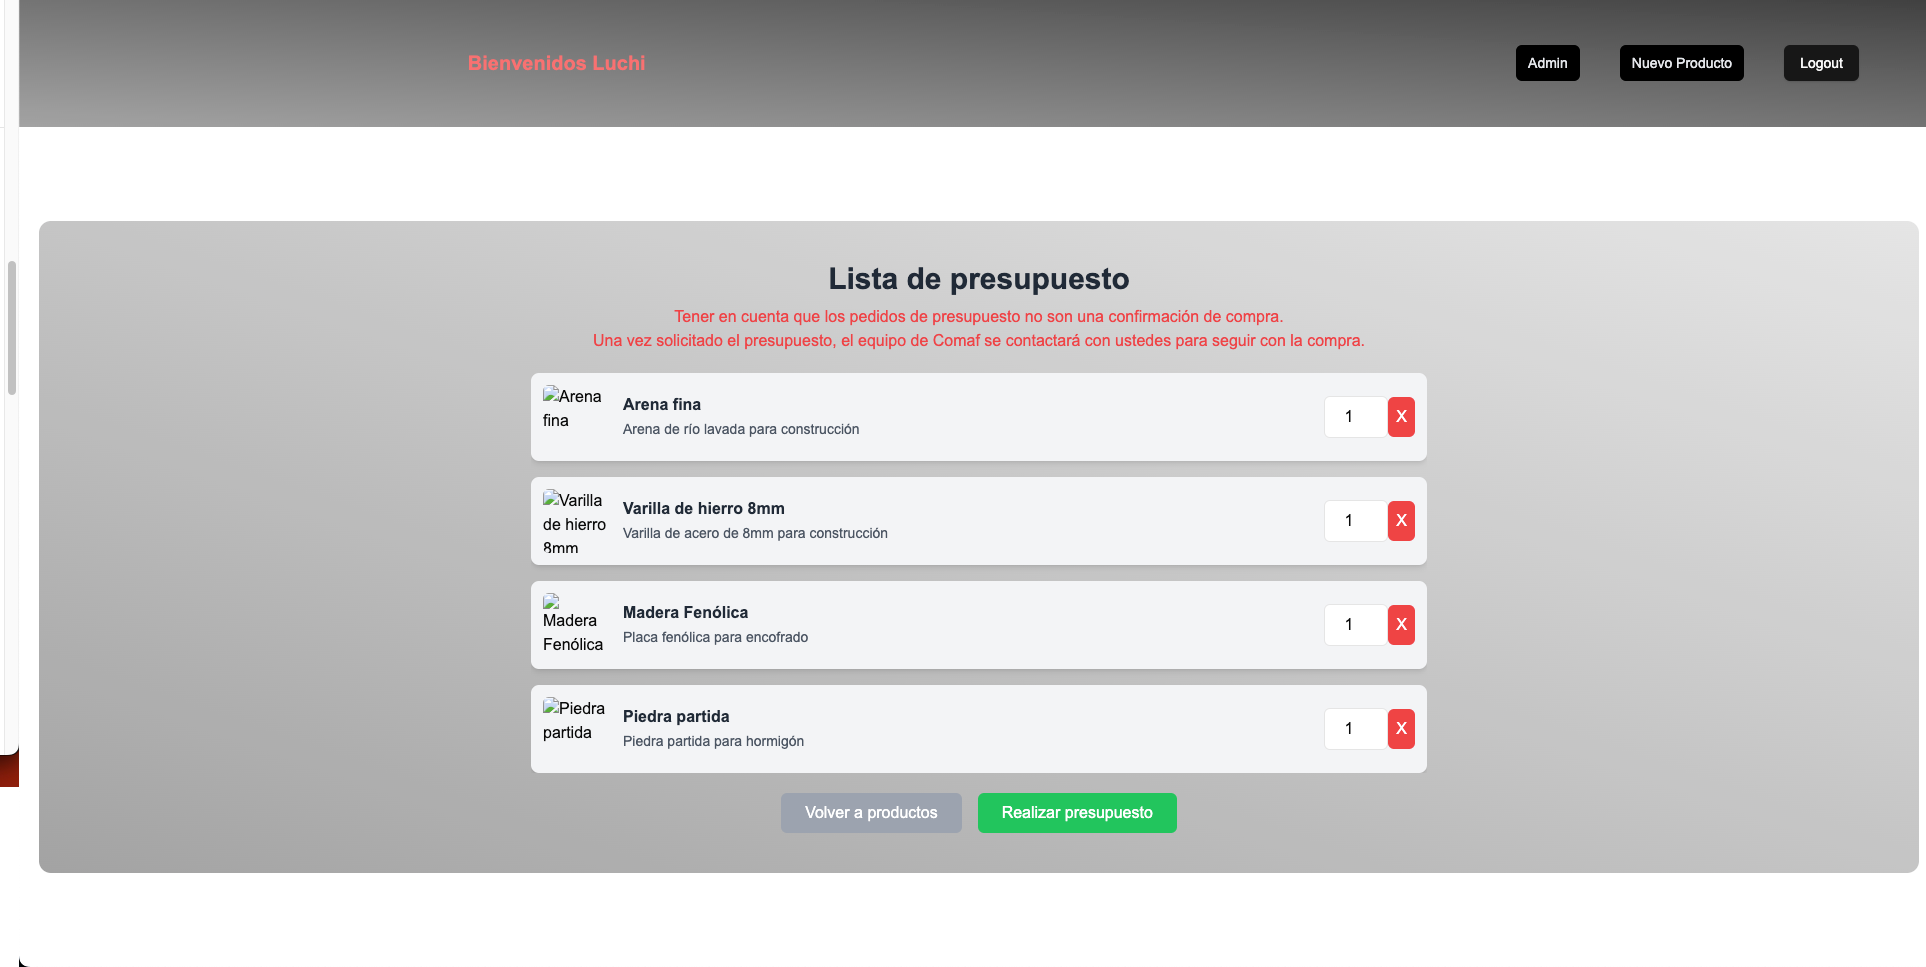 Bienvenidos Luchi
Admin
Nuevo Producto
Logout
Lista de presupuesto
Tener en cuenta que los pedidos de presupuesto no son una confirmación de compra.
Una vez solicitado el presupuesto, el equipo de Comaf se contactará con ustedes para seguir con la compra.
Arena
fina
Arena fina
Arena de río lavada para construcción
1
X
Varilla
de hierro
8mm
Varilla de hierro 8mm
Varilla de acero de 8mm para construcción
1
X
Madera
Fenólica
Madera Fenólica
Placa fenólica para encofrado
1
X
Piedra
partida
Piedra partida
Piedra partida para hormigón
1
X
Volver a productos
Realizar presupuesto